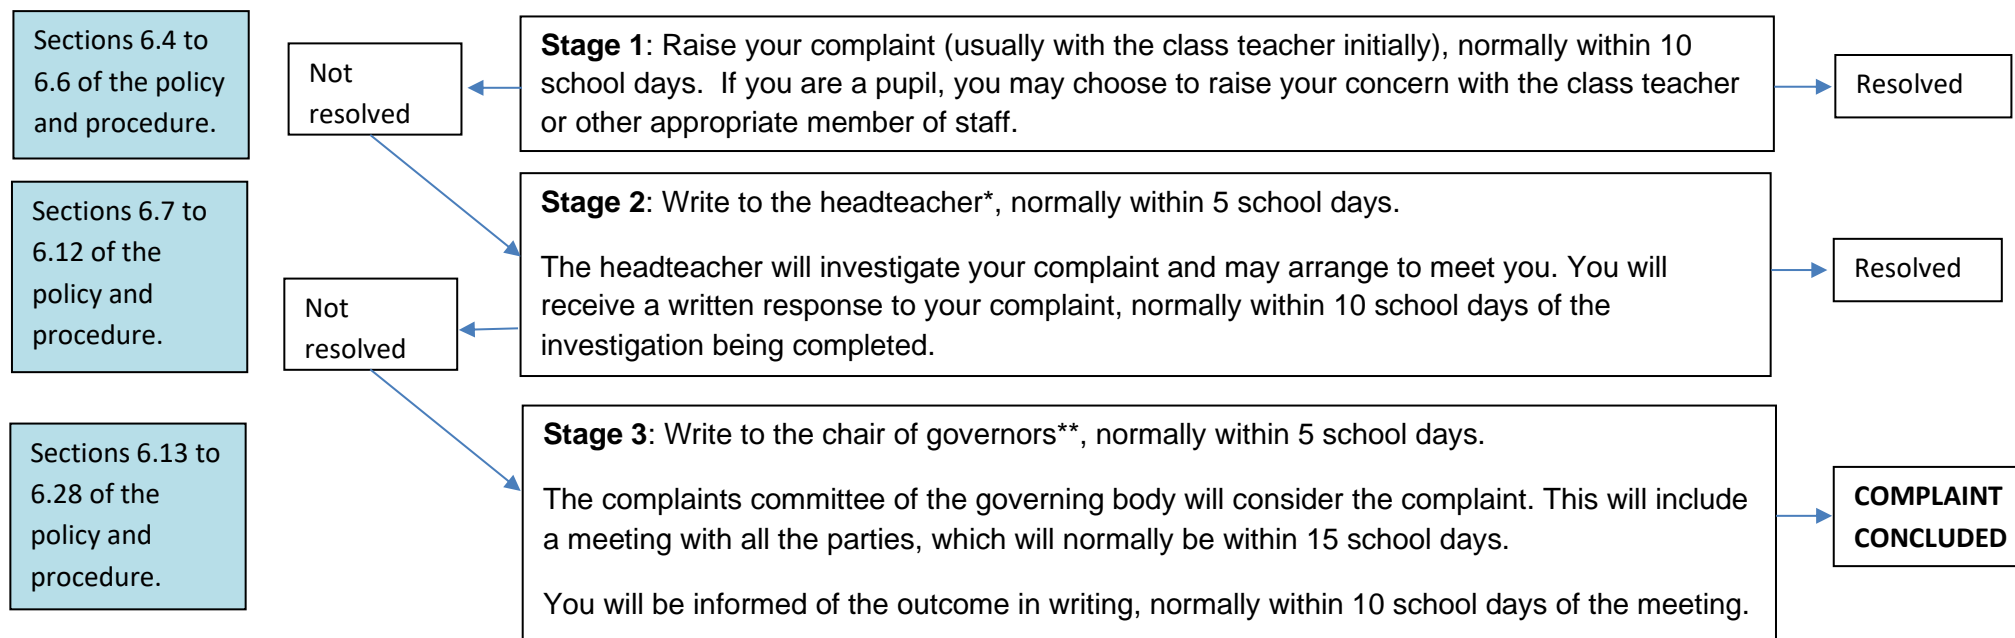 Sections 6.4 to
6.6 of the policy
and procedure.
Not
resolved
Stage 1: Raise your complaint (usually with the class teacher initially), normally within 10
school days.  If you are a pupil, you may choose to raise your concern with the class teacher
or other appropriate member of staff.
Resolved
Sections 6.7 to
6.12 of the
policy and
procedure.
Stage 2: Write to the headteacher*, normally within 5 school days.
The headteacher will investigate your complaint and may arrange to meet you. You will
receive a written response to your complaint, normally within 10 school days of the
investigation being completed.
Resolved
Not
resolved
Sections 6.13 to
6.28 of the
policy and
procedure.
Stage 3: Write to the chair of governors**, normally within 5 school days.
The complaints committee of the governing body will consider the complaint. This will include
a meeting with all the parties, which will normally be within 15 school days.
You will be informed of the outcome in writing, normally within 10 school days of the meeting.
COMPLAINT
CONCLUDED